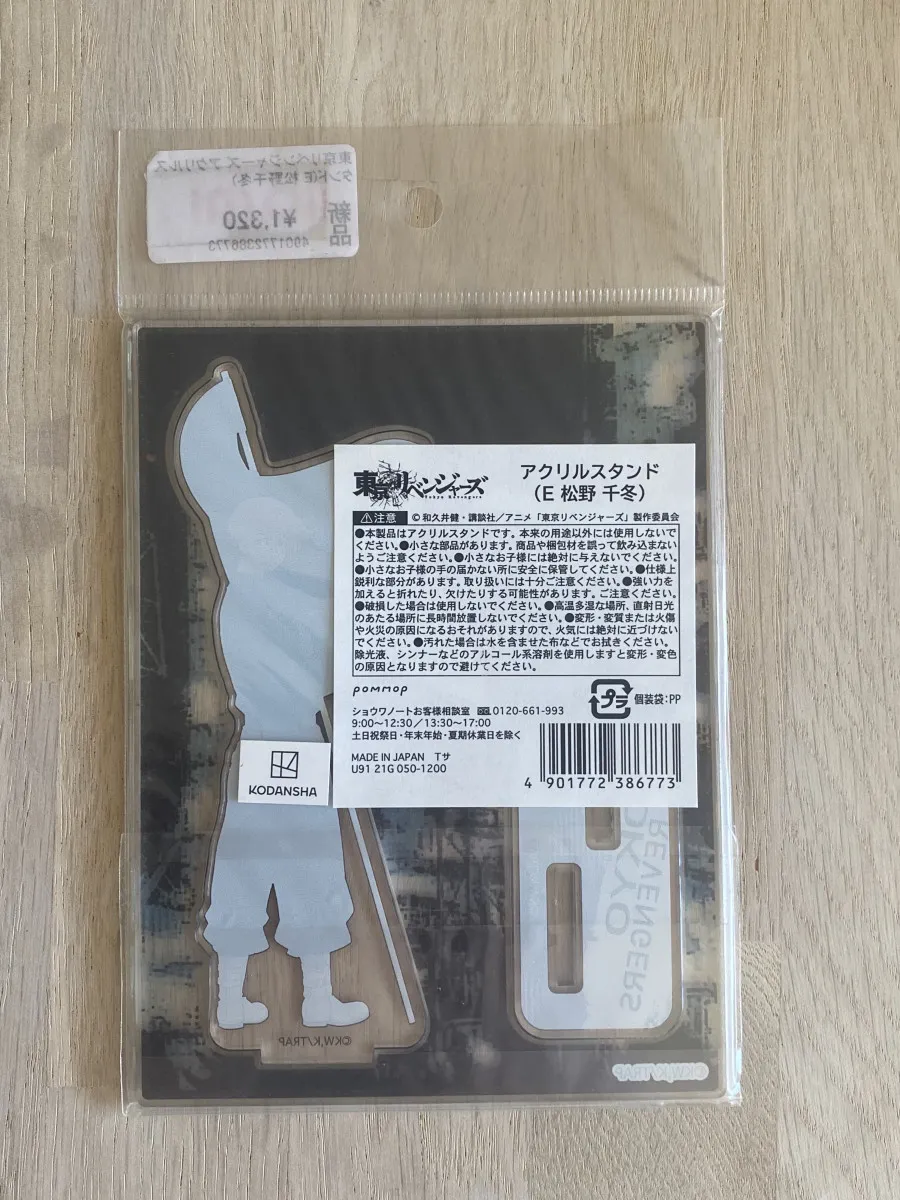 東京リベンジャーズ アクリルス
タンド(E 松野千冬)
新品
¥1,320
4901772386773
東京リベンジャーズ
Tokyo Revengers
アクリルスタンド
(E 松野 千冬)
⚠注意 ©和久井健・講談社/アニメ「東京リベンジャーズ」製作委員会
●本製品はアクリルスタンドです。本来の用途以外には使用しないで
ください。●小さな部品があります。商品や梱包材を誤って飲み込まない
ようご注意ください。●小さなお子様には絶対に与えないでください。
●小さなお子様の手の届かない所に安全に保管してください。●仕様上
鋭利な部分があります。取り扱いには十分ご注意ください。●強い力を
加えると折れたり、欠けたりする可能性があります。ご注意ください。
●破損した場合は使用しないでください。●高温多湿な場所、直射日光
のあたる場所に長時間放置しないでください。●変形・変質または火傷
や火災の原因になるおそれがありますので、火気には絶対に近づけない
でください。●汚れた場合は水を含ませた布などでお拭きください。
除光液、シンナーなどのアルコール系溶剤を使用しますと変形・変色
の原因となりますので避けてください。
pommop
プラ 個装袋:PP
ショウワノートお客様相談室 0120-661-993
9:00～12:30/13:30～17:00
土日祝祭日・年末年始・夏期休業日を除く
MADE IN JAPAN Tサ
U91 21G 050-1200
4 901772 386773
KODANSHA
TOKYO
REVENGERS
©KW,K/TRAP
©KW,K/TRAP